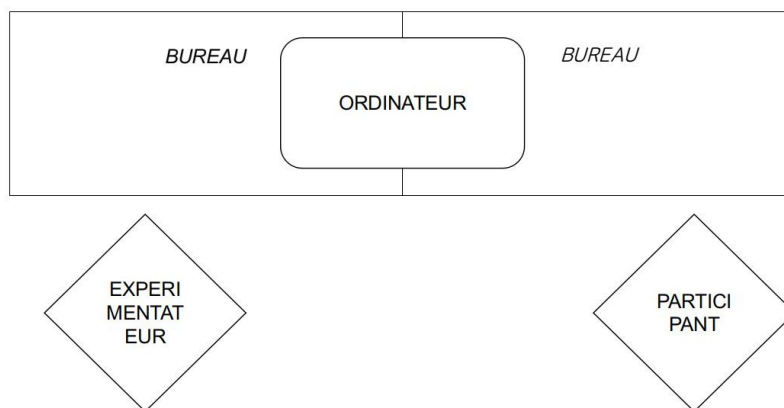 BUREAU
BUREAU
ORDINATEUR
EXPERI
MENTAT
EUR
PARTICI
PANT